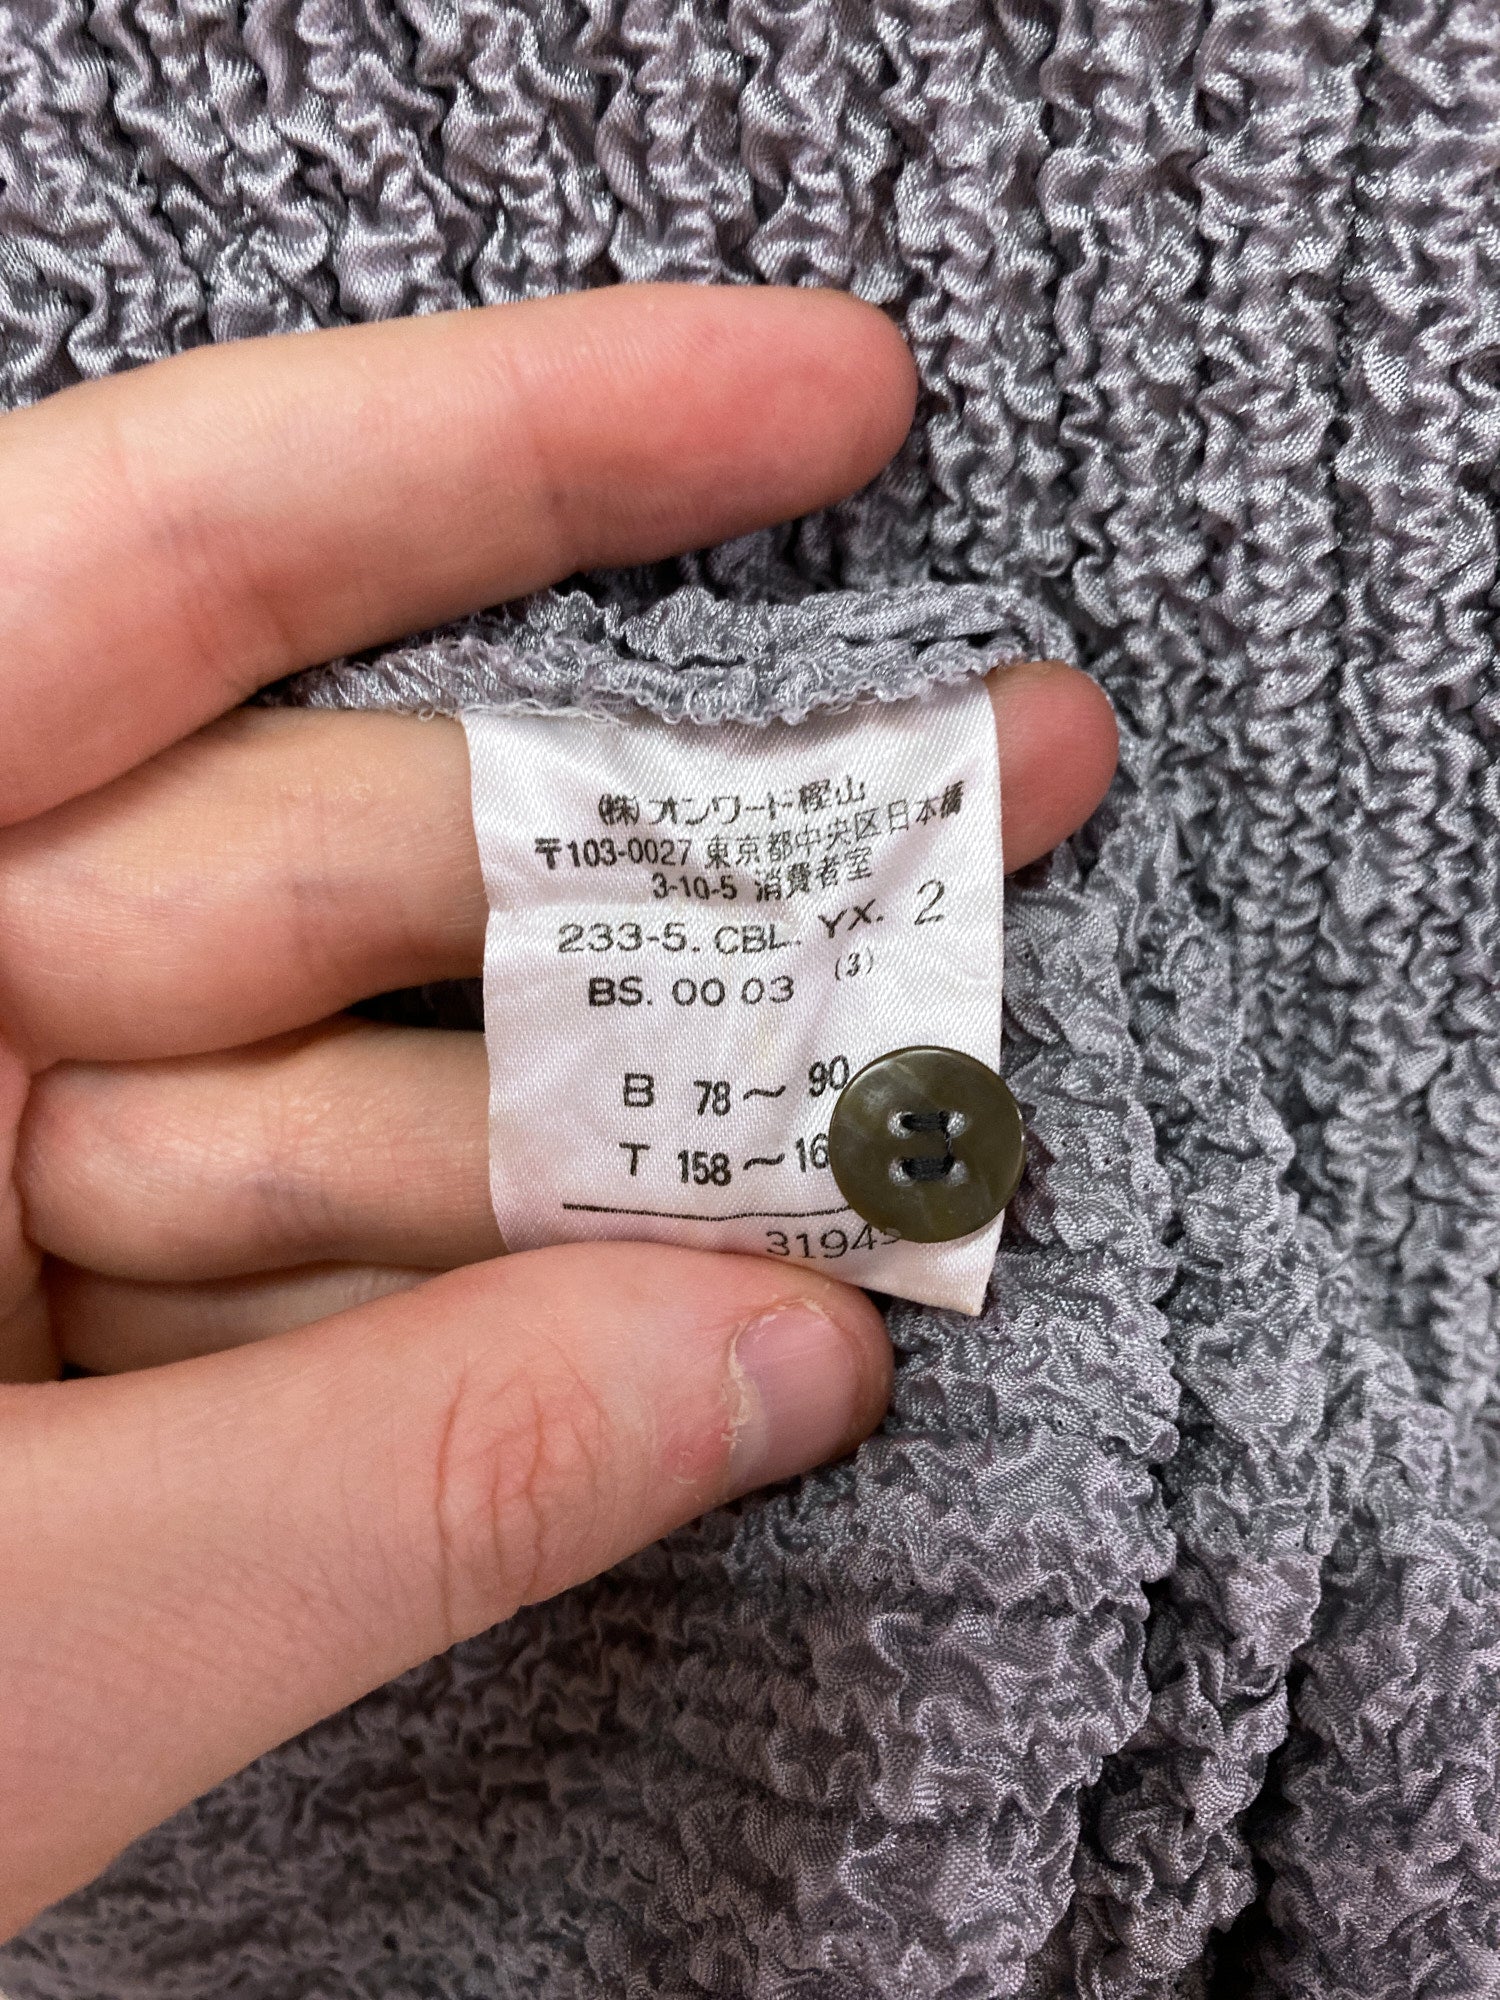 (株)オンワード樫山
〒103-0027 東京都中央区日本橋
3-10-5 消費者室
233-5. CBL. YX. 2
BS. 00 03 (3)
B 78〜90
T 158〜16
3194